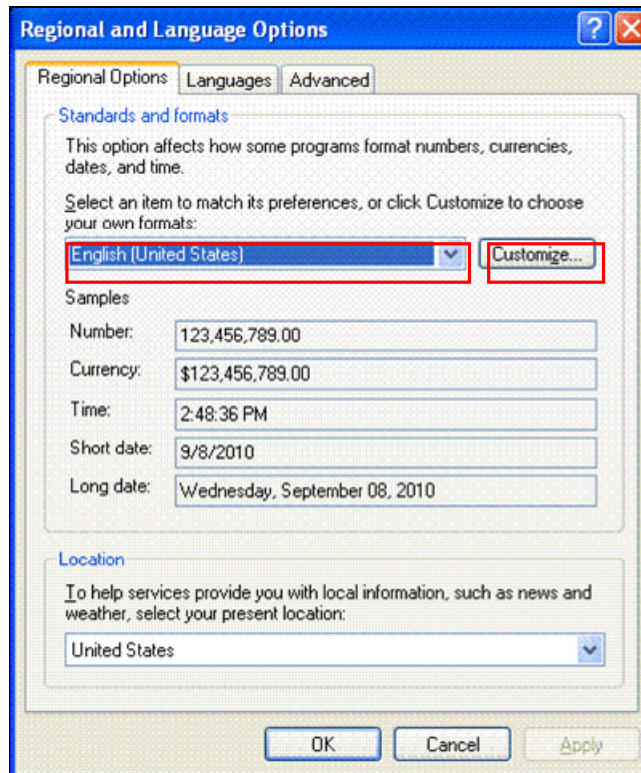 Regional and Language Options
Regional Options Languages Advanced
Standards and formats
This option affects how some programs format numbers, currencies,
dates, and time.
Select an item to match its preferences, or click Customize to choose
your own formats:
English (United States) Customize...
Samples
Number: 123,456,789.00
Currency: $123,456,789.00
Time: 2:48:36 PM
Short date: 9/8/2010
Long date: Wednesday, September 08, 2010
Location
To help services provide you with local information, such as news and
weather, select your present location:
United States
OK Cancel Apply